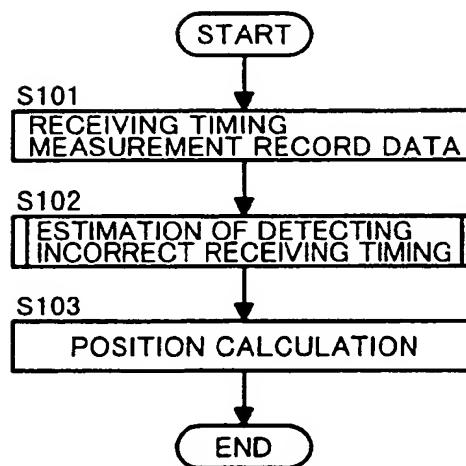 START
S101
RECEIVING TIMING
MEASUREMENT RECORD DATA
S102
ESTIMATION OF DETECTING
INCORRECT RECEIVING TIMING
S103
POSITION CALCULATION
END